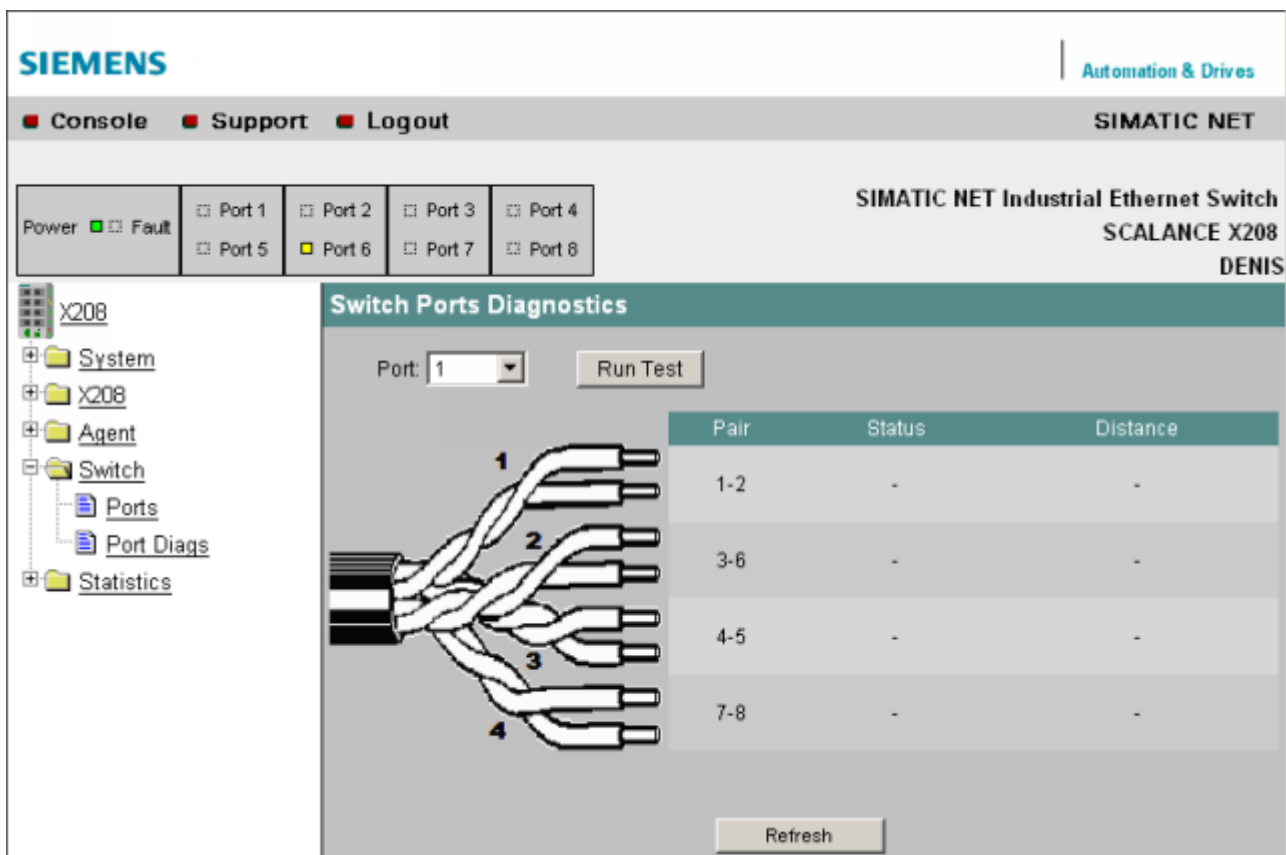 SIEMENS
Automation & Drives
Console Support Logout SIMATIC NET
Power Fault
Port 1 Port 2 Port 3 Port 4
Port 5 Port 6 Port 7 Port 8
SIMATIC NET Industrial Ethernet Switch
SCALANCE X208
DENIS
X208
System
X208
Agent
Switch
Ports
Port Diags
Statistics
Switch Ports Diagnostics
Port: 1 Run Test
Pair Status Distance
1-2 - -
3-6 - -
4-5 - -
7-8 - -
1
2
3
4
Refresh